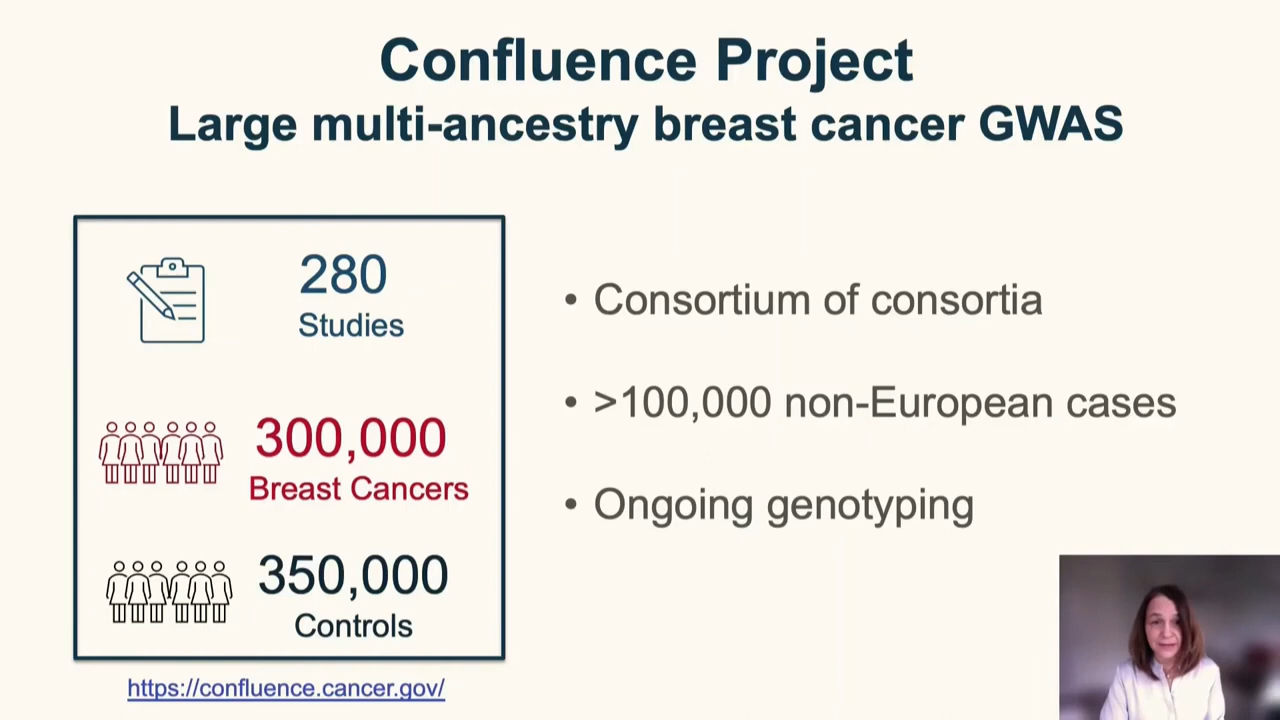 Confluence Project
Large multi-ancestry breast cancer GWAS
280
Studies
300,000
Breast Cancers
350,000
Controls
https://confluence.cancer.gov/
• Consortium of consortia
• >100,000 non-European cases
• Ongoing genotyping